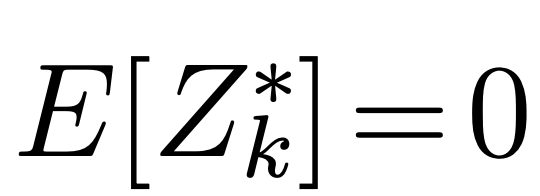 E[Z_k^*] = 0